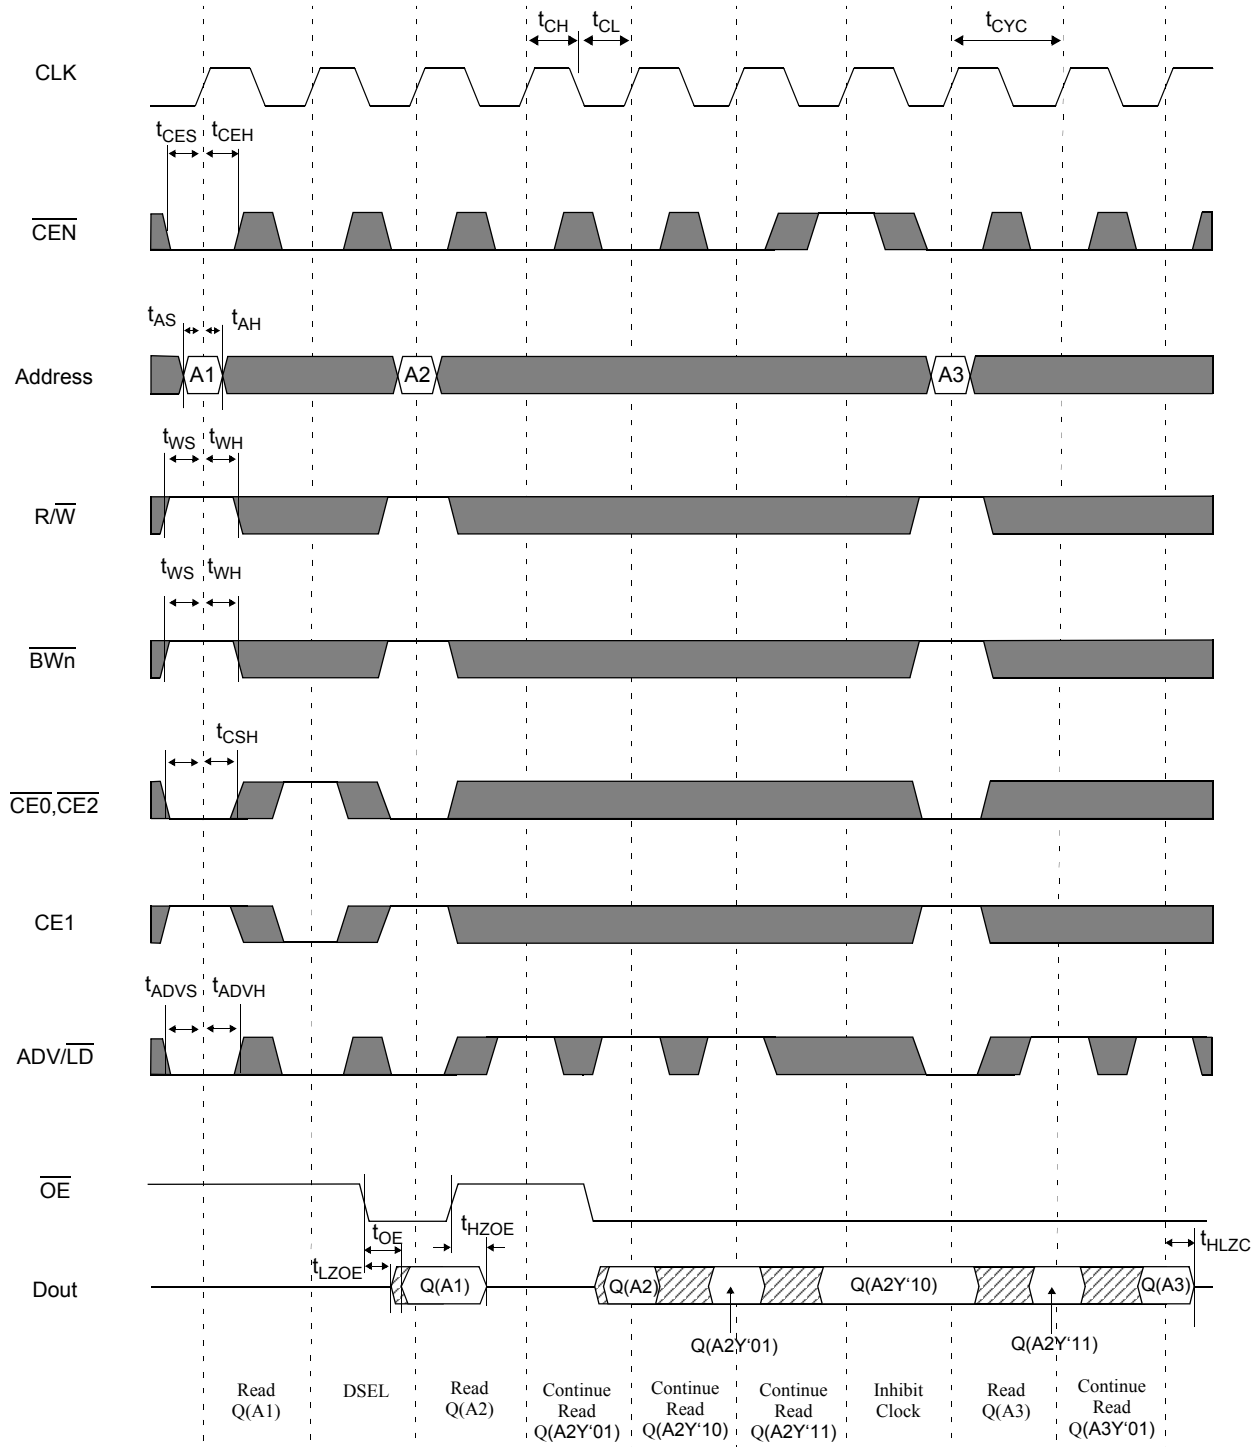 tCH tCL tCYC
CLK
tCES tCEH
CEN
tAS tAH
Address A1 A2 A3
tWS tWH
R/W
tWS tWH
BWn
tCSH
CE0,CE2
CE1
tADVS tADVH
ADV/LD
OE
tOE tHZOE tHLZC
tLZOE
Dout Q(A1) Q(A2) Q(A2Y'10) Q(A3)
Q(A2Y'01) Q(A2Y'11)
Read DSEL Read Continue Continue Continue Inhibit Read Continue
Q(A1) Q(A2) Read Read Read Clock Q(A3) Read
Q(A2Y'01) Q(A2Y'10) Q(A2Y'11) Q(A3Y'01)